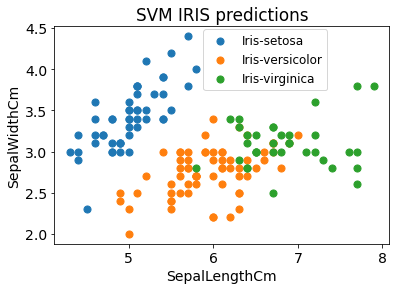 SVM IRIS predictions
Iris-setosa
Iris-versicolor
Iris-virginica
SepalWidthCm
4.5
4.0
3.5
3.0
2.5
2.0
5
6
7
8
SepalLengthCm